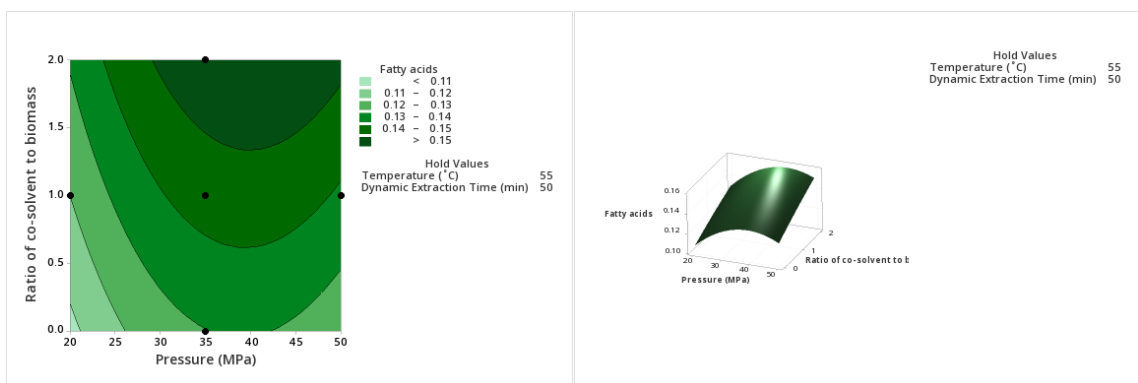 2.0
1.5
1.0
0.5
0.0
20 25 30 35 40 45 50
Pressure (MPa)
Ratio of co-solvent to biomass
Fatty acids
< 0.11
0.11 – 0.12
0.12 – 0.13
0.13 – 0.14
0.14 – 0.15
> 0.15
Hold Values
Temperature (˚C) 55
Dynamic Extraction Time (min) 50
Hold Values
Temperature (˚C) 55
Dynamic Extraction Time (min) 50
0.16
0.14
0.12
0.10
Fatty acids
20 30 40 50
Pressure (MPa)
0 1 2
Ratio of co-solvent to b